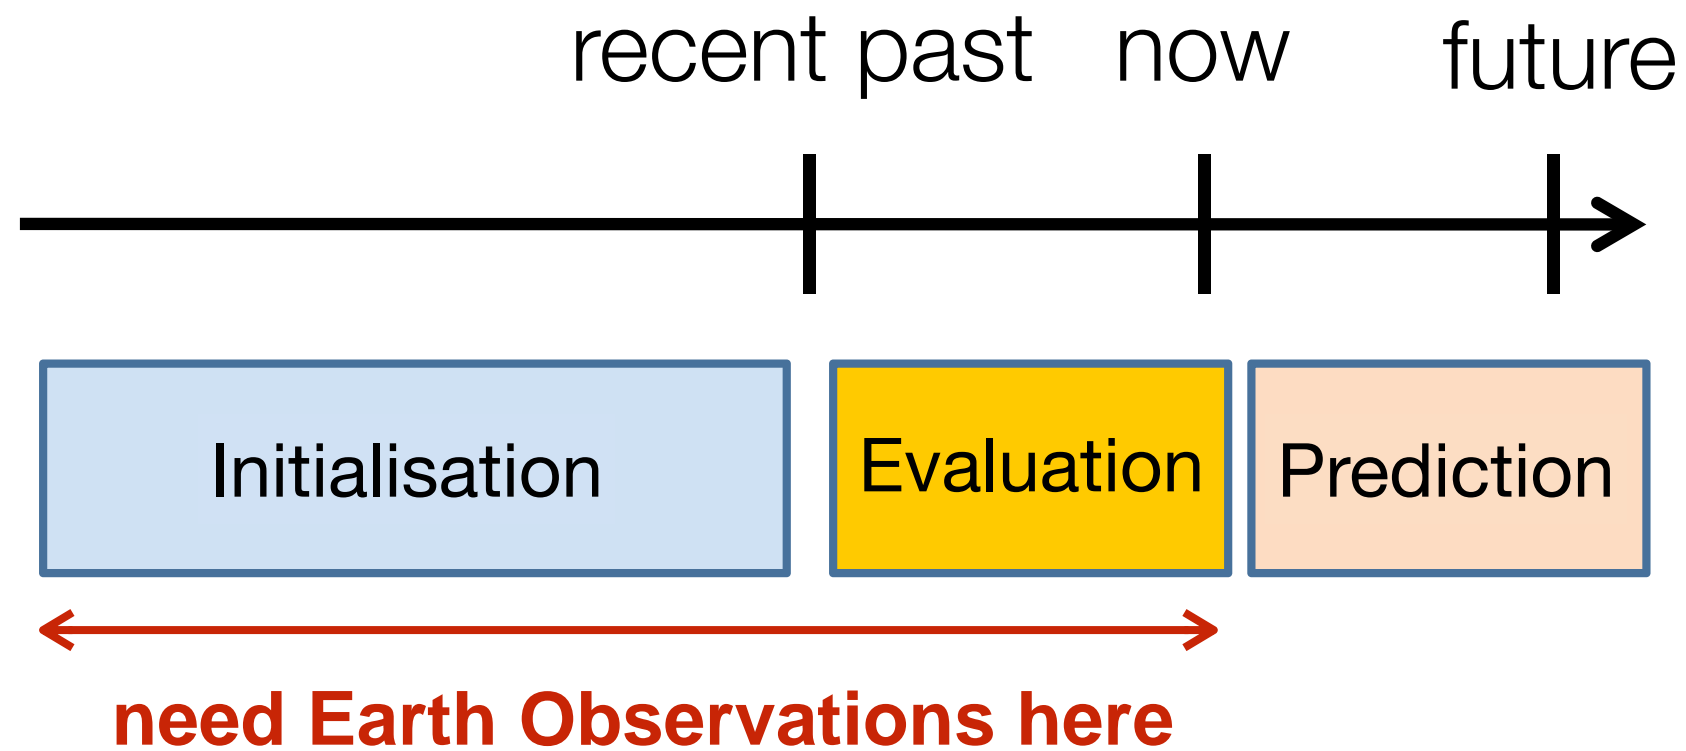 recent past now future
Initialisation Evaluation Prediction
need Earth Observations here